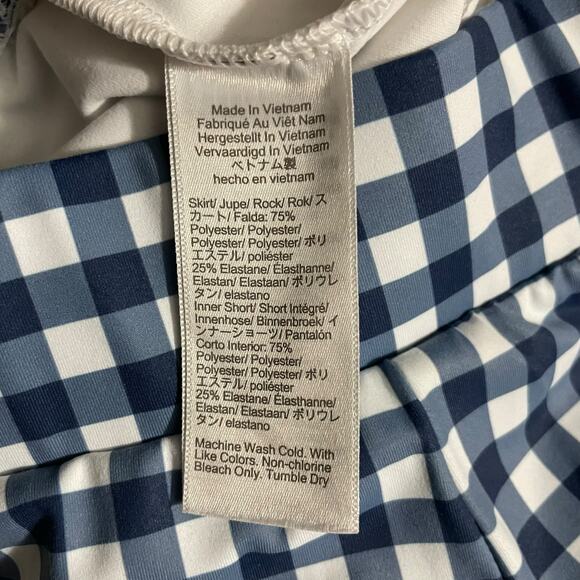 Made In Vietnam
Fabriqué Au Viêt Nam
Hergestellt In Vietnam
Vervaardigd In Vietnam
ベトナム製
hecho en vietnam
Skirt/ Jupe/ Rock/ Rok/ ス
カート/ Falda: 75%
Polyester/ Polyester/
Polyester/ Polyester/ ポリ
エステル/ poliéster
25% Elastane/ Élasthanne/
Elastan/ Elastaan/ ポリウレ
タン/ elastano
Inner Short/ Short Intégré/
Innenhose/ Binnenbroek/ イ
ンナーショーツ/ Pantalón
Corto Interior: 75%
Polyester/ Polyester/
Polyester/ Polyester/ ポリ
エステル/ poliéster
25% Elastane/ Élasthanne/
Elastan/ Elastaan/ ポリウレ
タン/ elastano
Machine Wash Cold. With
Like Colors. Non-chlorine
Bleach Only. Tumble Dry